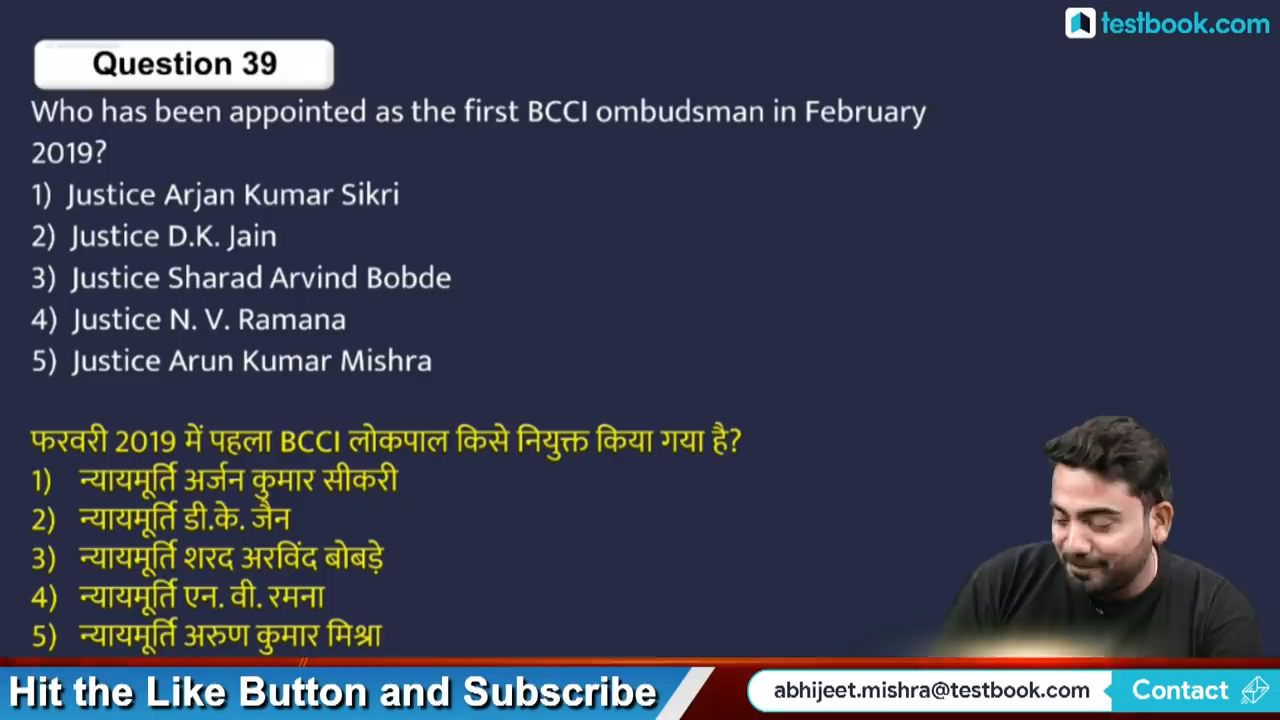 testbook.com
Question 39
Who has been appointed as the first BCCI ombudsman in February
2019?
1) Justice Arjan Kumar Sikri
2) Justice D.K. Jain
3) Justice Sharad Arvind Bobde
4) Justice N. V. Ramana
5) Justice Arun Kumar Mishra
फरवरी 2019 में पहला BCCI लोकपाल किसे नियुक्त किया गया है?
1) न्यायमूर्ति अर्जन कुमार सीकरी
2) न्यायमूर्ति डी.के. जैन
3) न्यायमूर्ति शरद अरविंद बोबड़े
4) न्यायमूर्ति एन. वी. रमना
5) न्यायमूर्ति अरुण कुमार मिश्रा
Hit the Like Button and Subscribe
abhijeet.mishra@testbook.com Contact